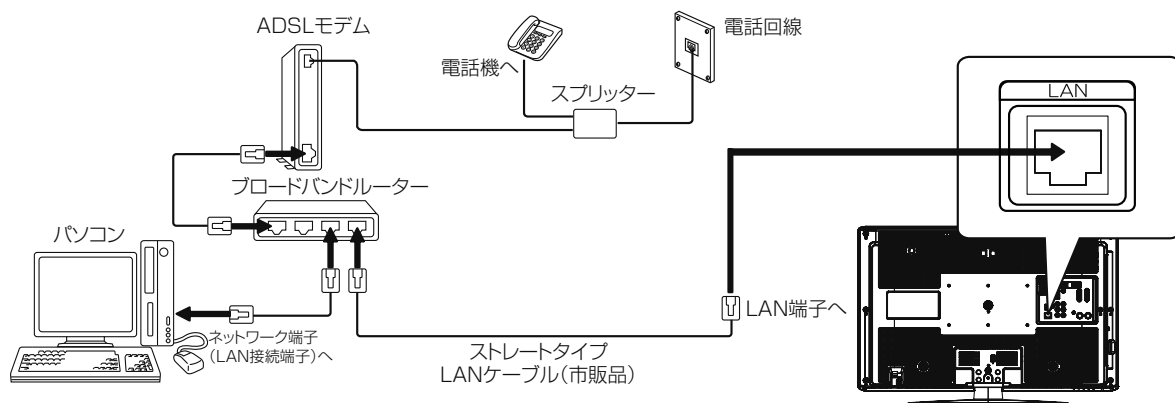 ADSLモデム
電話機へ
電話回線
スプリッター
LAN
ブロードバンドルーター
パソコン
ネットワーク端子
(LAN接続端子)へ
LAN端子へ
ストレートタイプ
LANケーブル(市販品)